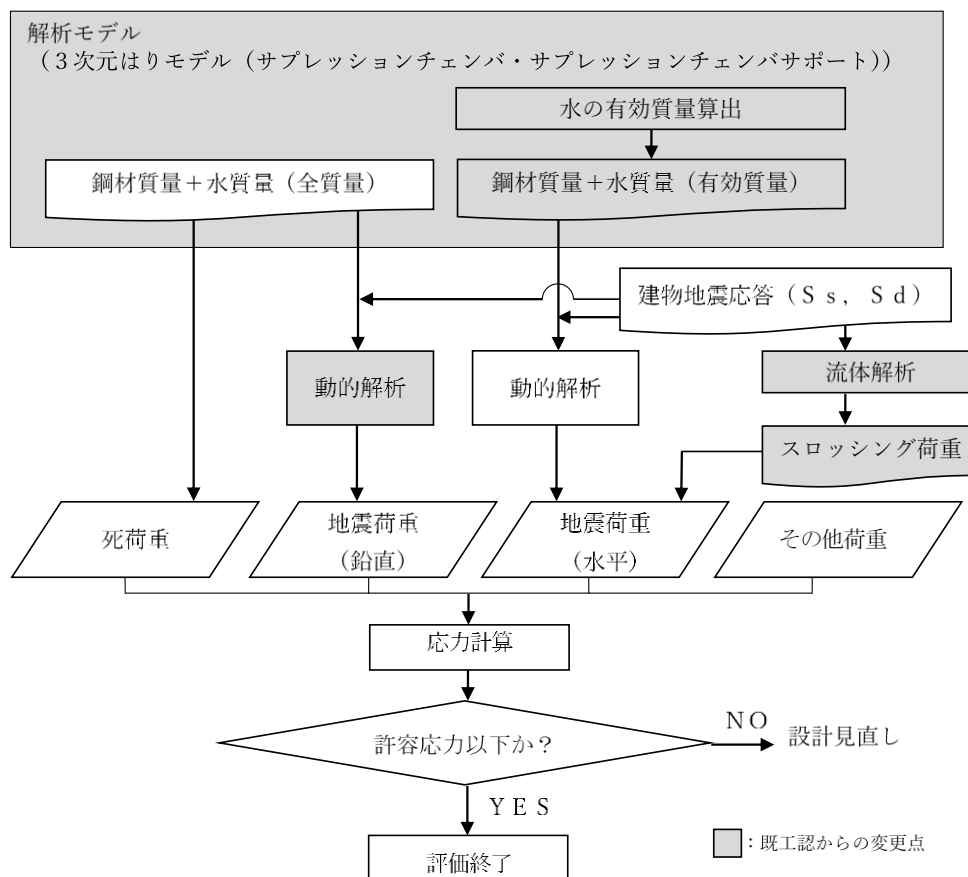 解析モデル
（３次元はりモデル（サプレッションチェンバ・サプレッションチェンバサポート））
水の有効質量算出
鋼材質量＋水質量（全質量）
鋼材質量＋水質量（有効質量）
建物地震応答（Ｓｓ，Ｓｄ）
動的解析
動的解析
流体解析
スロッシング荷重
死荷重
地震荷重
（鉛直）
地震荷重
（水平）
その他荷重
応力計算
許容応力以下か？
ＮＯ
設計見直し
ＹＥＳ
評価終了
：既工認からの変更点